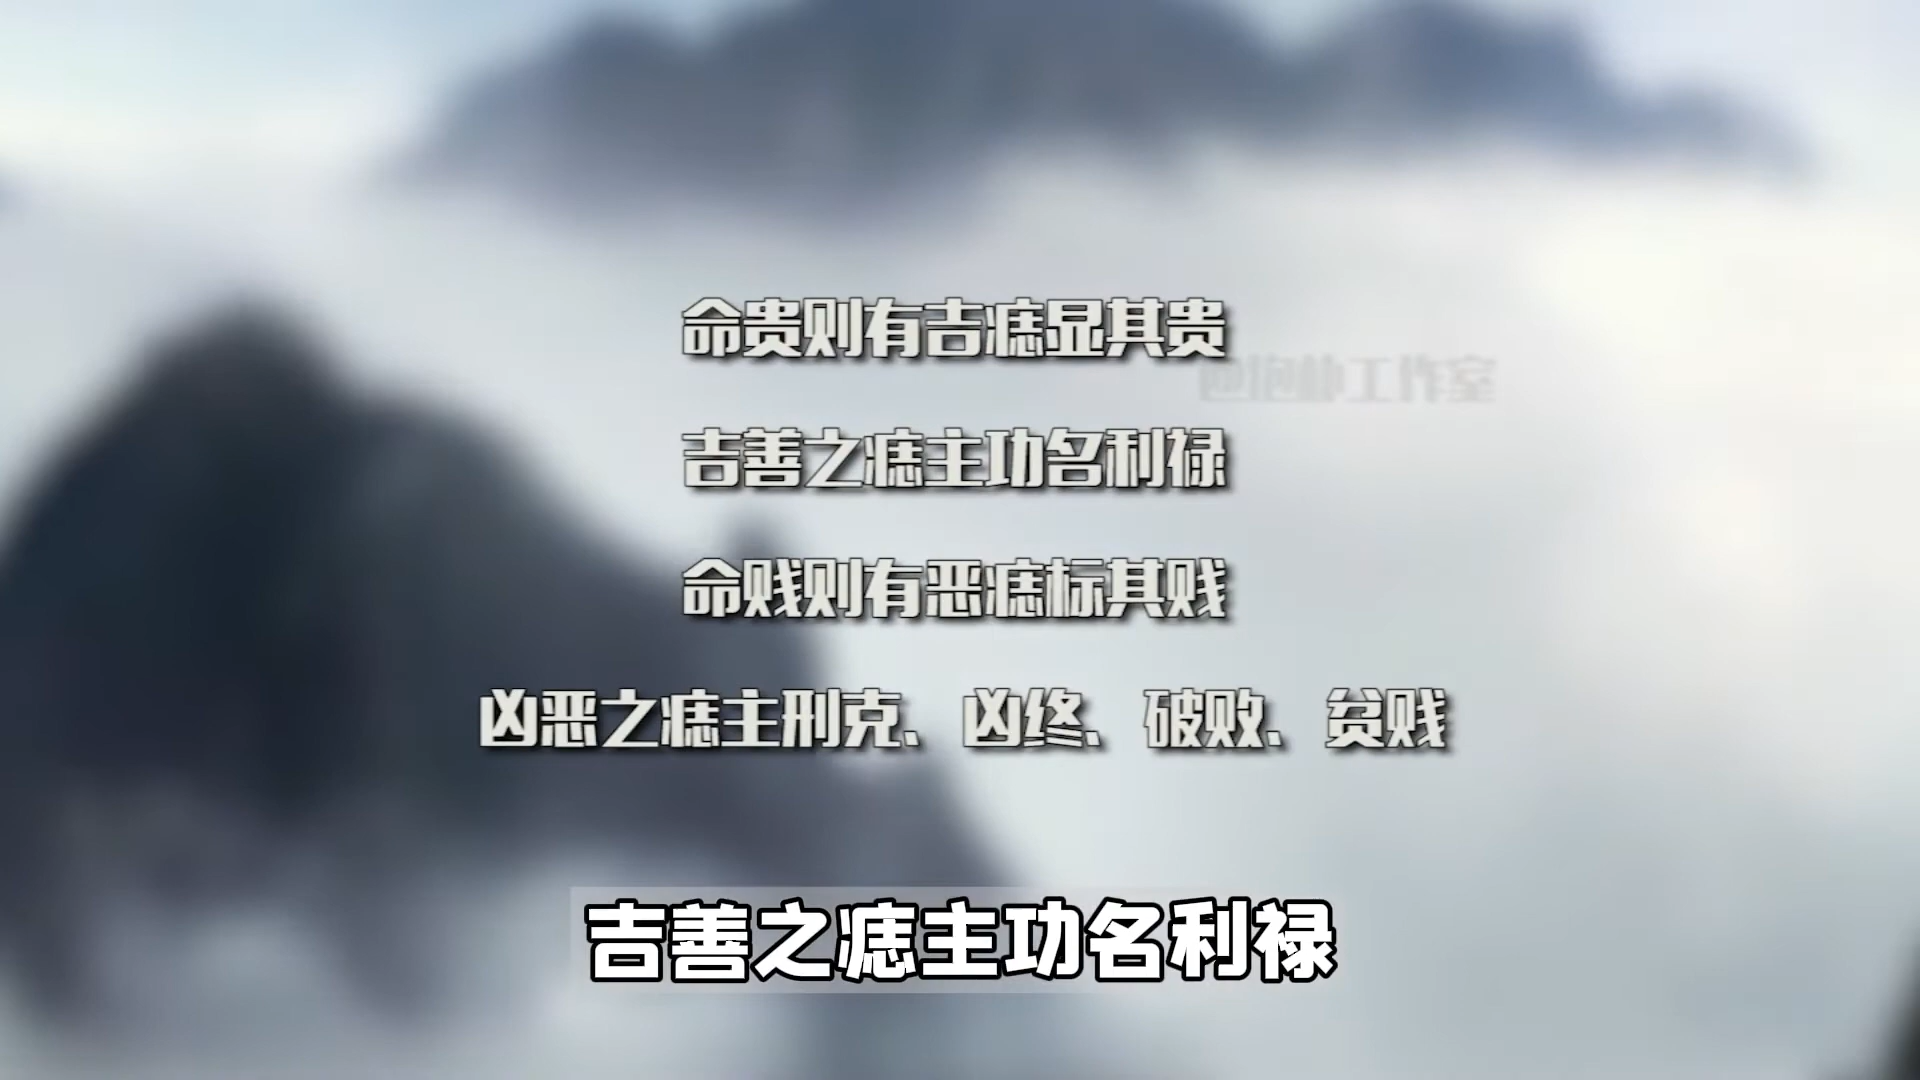 命贵则有吉痣显其贵
吉善之痣主功名利禄
命贱则有恶痣标其贱
凶恶之痣主刑克、凶终、破败、贫贱
吉善之痣主功名利禄